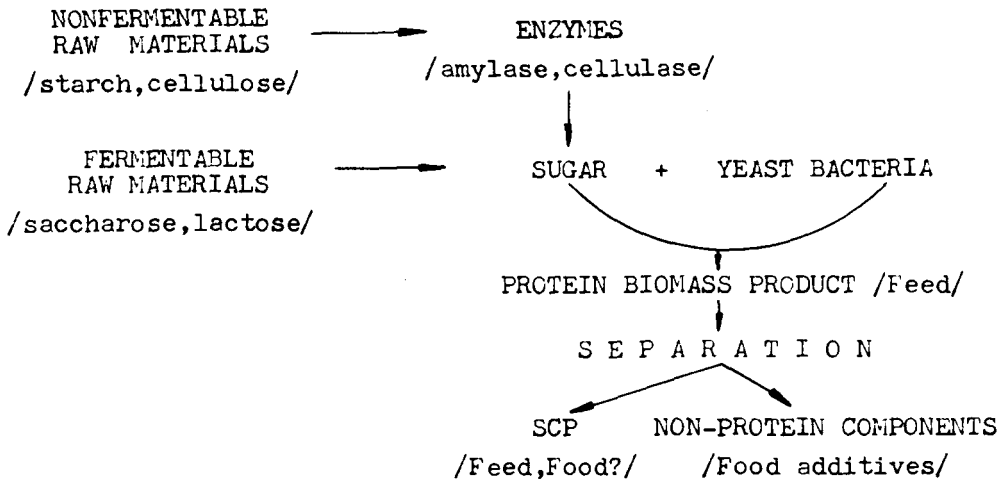 NONFERMENTABLE
RAW MATERIALS
/starch,cellulose/
ENZYMES
/amylase,cellulase/
FERMENTABLE
RAW MATERIALS
/saccharose,lactose/
SUGAR + YEAST BACTERIA
PROTEIN BIOMASS PRODUCT /Feed/
S E P A R A T I O N
SCP
/Feed,Food?/
NON-PROTEIN COMPONENTS
/Food additives/